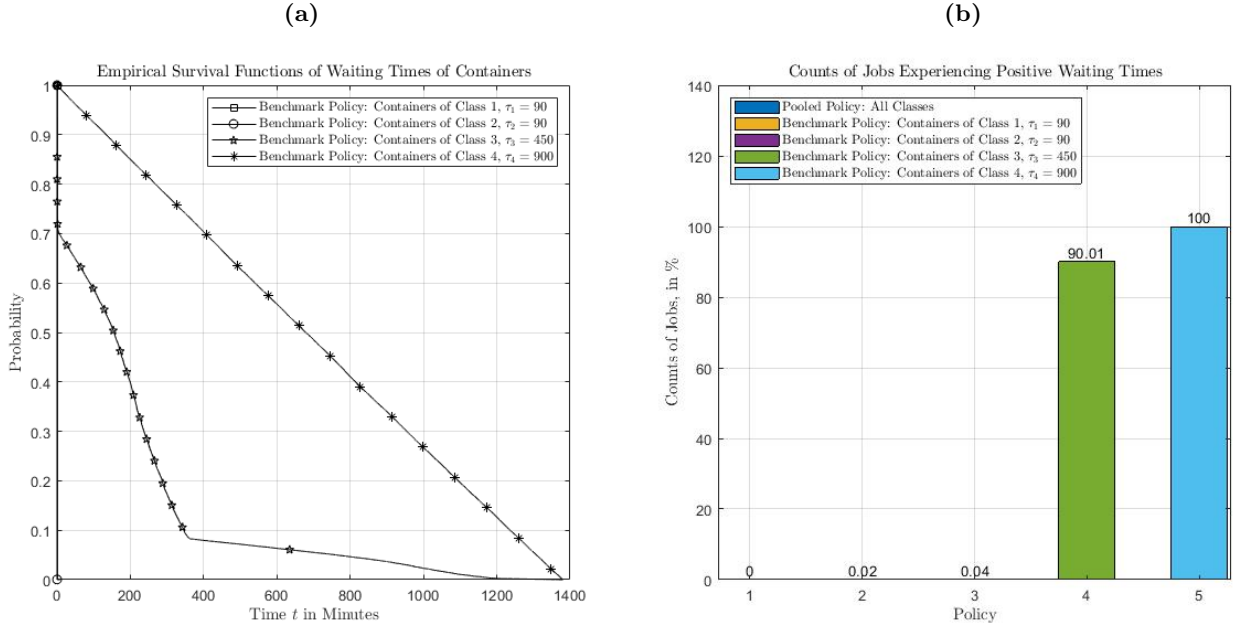 (a)
Empirical Survival Functions of Waiting Times of Containers
Benchmark Policy: Containers of Class 1, τ₁ = 90
Benchmark Policy: Containers of Class 2, τ₂ = 90
Benchmark Policy: Containers of Class 3, τ₃ = 450
Benchmark Policy: Containers of Class 4, τ₄ = 900
Probability
1
0.9
0.8
0.7
0.6
0.5
0.4
0.3
0.2
0.1
0
0 200 400 600 800 1000 1200 1400
Time t in Minutes
(b)
Counts of Jobs Experiencing Positive Waiting Times
Pooled Policy: All Classes
Benchmark Policy: Containers of Class 1, τ₁ = 90
Benchmark Policy: Containers of Class 2, τ₂ = 90
Benchmark Policy: Containers of Class 3, τ₃ = 450
Benchmark Policy: Containers of Class 4, τ₄ = 900
Counts of Jobs, in %
140
120
100
80
60
40
20
0
0 0.02 0.04 90.01 100
1 2 3 4 5
Policy